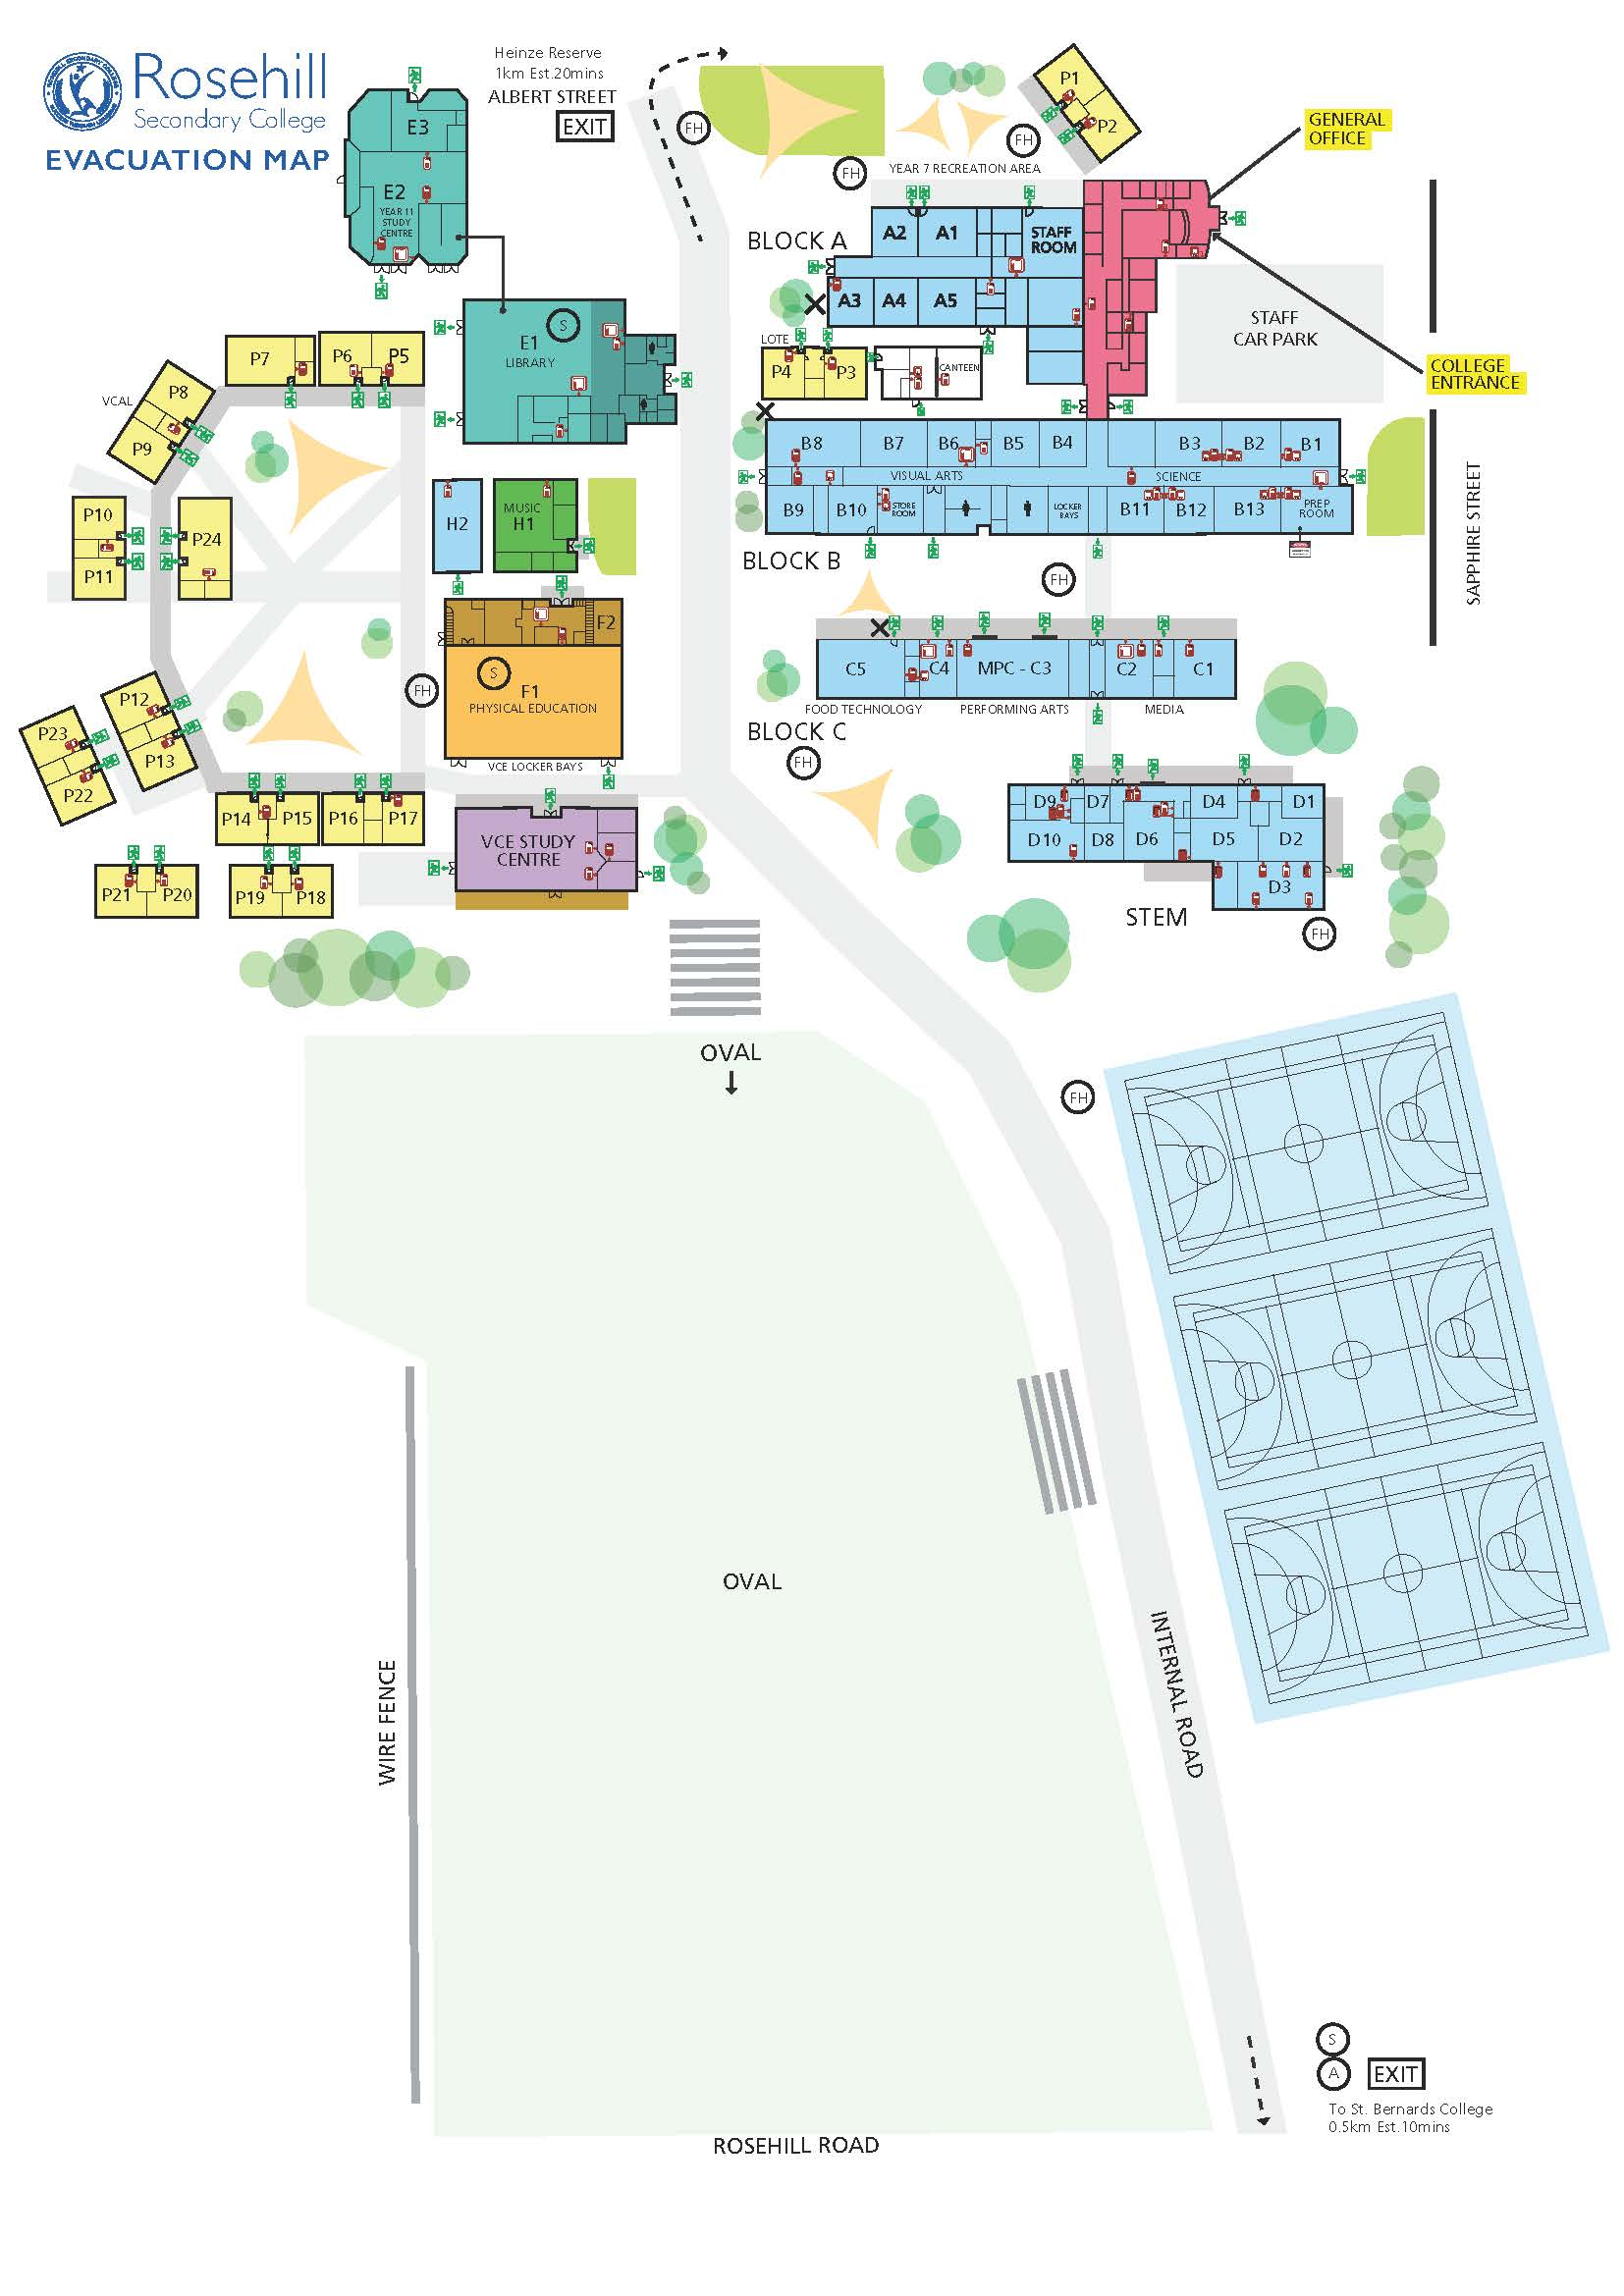 Rosehill
Secondary College
EVACUATION MAP
Heinze Reserve
1km Est.20mins
ALBERT STREET
EXIT
FH
FH
FH
YEAR 7 RECREATION AREA
P1
P2
GENERAL
OFFICE
E3
E2
YEAR 11
STUDY
CENTRE
BLOCK A
A2
A1
STAFF
ROOM
A3
A4
A5
STAFF
CAR PARK
COLLEGE
ENTRANCE
E1
LIBRARY
S
LOTE
P4
P3
CANTEEN
P7
P6
P5
VCAL
P8
P9
B8
B7
B6
B5
B4
B3
B2
B1
VISUAL ARTS
SCIENCE
B9
B10
STORE
ROOM
LOCKER
BAYS
B11
B12
B13
PREP
ROOM
BLOCK B
SAPPHIRE STREET
P10
P11
P24
H2
MUSIC
H1
FH
F2
S
F1
PHYSICAL EDUCATION
FH
VCE LOCKER BAYS
C5
C4
MPC - C3
C2
C1
FOOD TECHNOLOGY
PERFORMING ARTS
MEDIA
BLOCK C
FH
P12
P13
P23
P22
P14
P15
P16
P17
VCE STUDY
CENTRE
P21
P20
P19
P18
D9
D7
D4
D1
D10
D8
D6
D5
D2
D3
STEM
FH
OVAL
FH
OVAL
WIRE FENCE
INTERNAL ROAD
S
A
EXIT
To St. Bernards College
0.5km Est.10mins
ROSEHILL ROAD